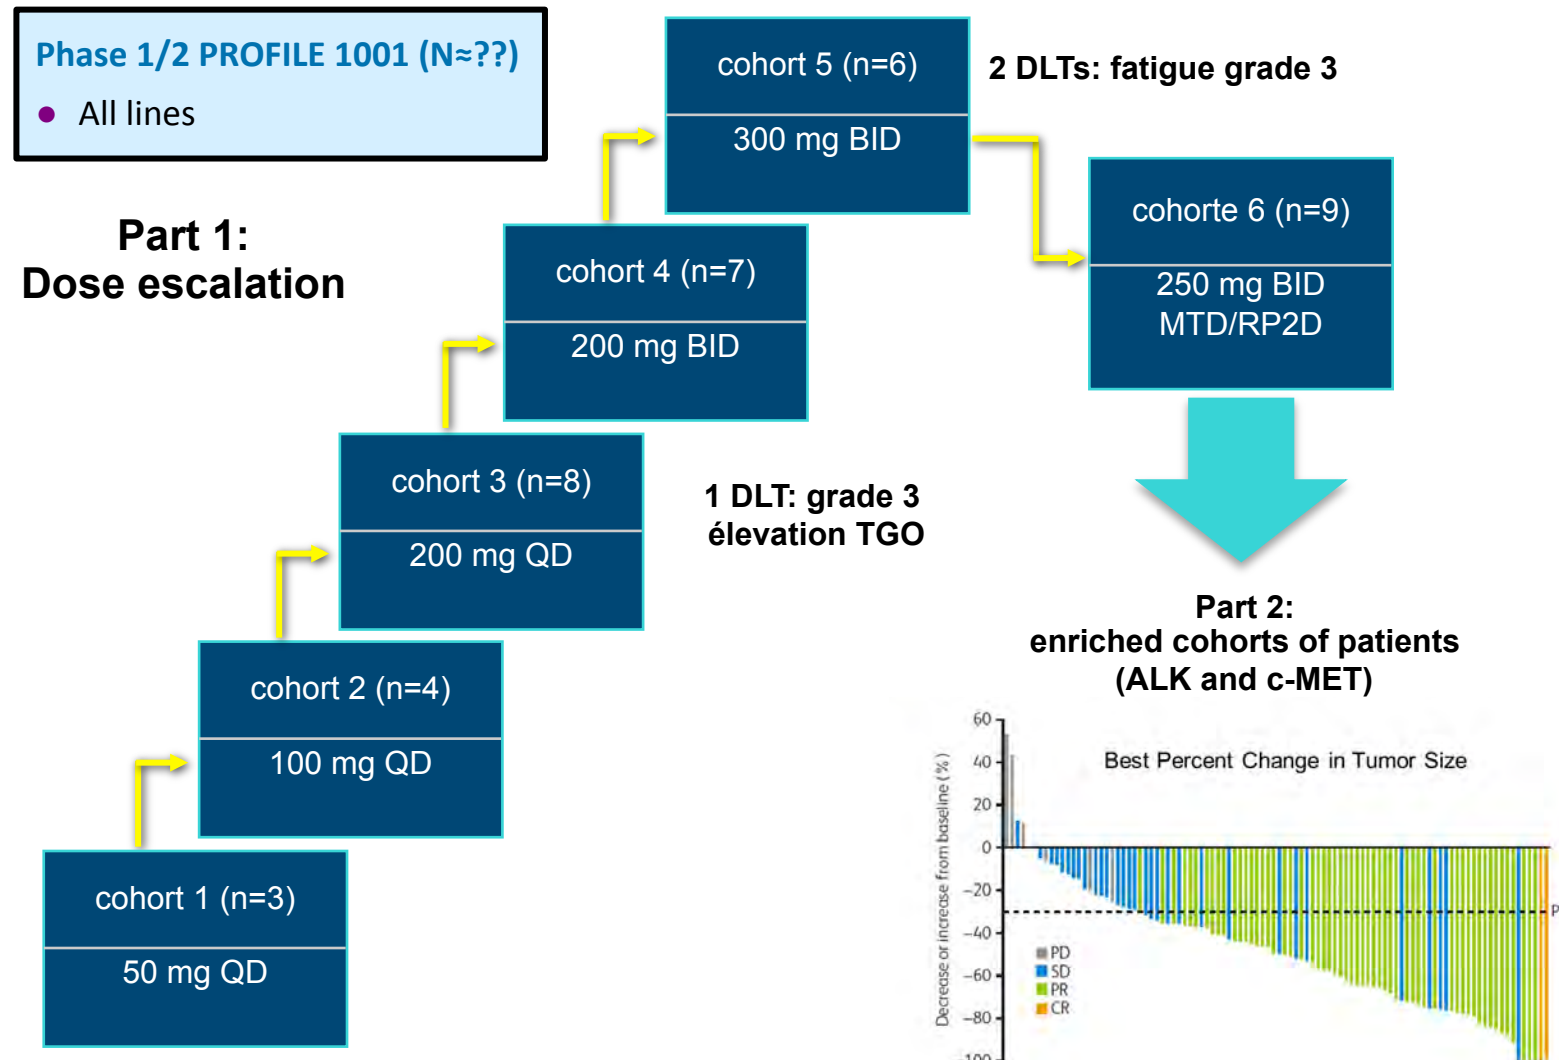 Phase 1/2 PROFILE 1001 (N≈??)
● All lines
Part 1:
Dose escalation
cohort 5 (n=6)
300 mg BID
2 DLTs: fatigue grade 3
cohorte 6 (n=9)
250 mg BID
MTD/RP2D
cohort 4 (n=7)
200 mg BID
cohort 3 (n=8)
200 mg QD
1 DLT: grade 3
élevation TGO
cohort 2 (n=4)
100 mg QD
cohort 1 (n=3)
50 mg QD
Part 2:
enriched cohorts of patients
(ALK and c-MET)
Best Percent Change in Tumor Size
Decrease or increase from baseline (%)
60
40
20
0
−20
−40
−60
−80
−100
PD
SD
PR
CR
P